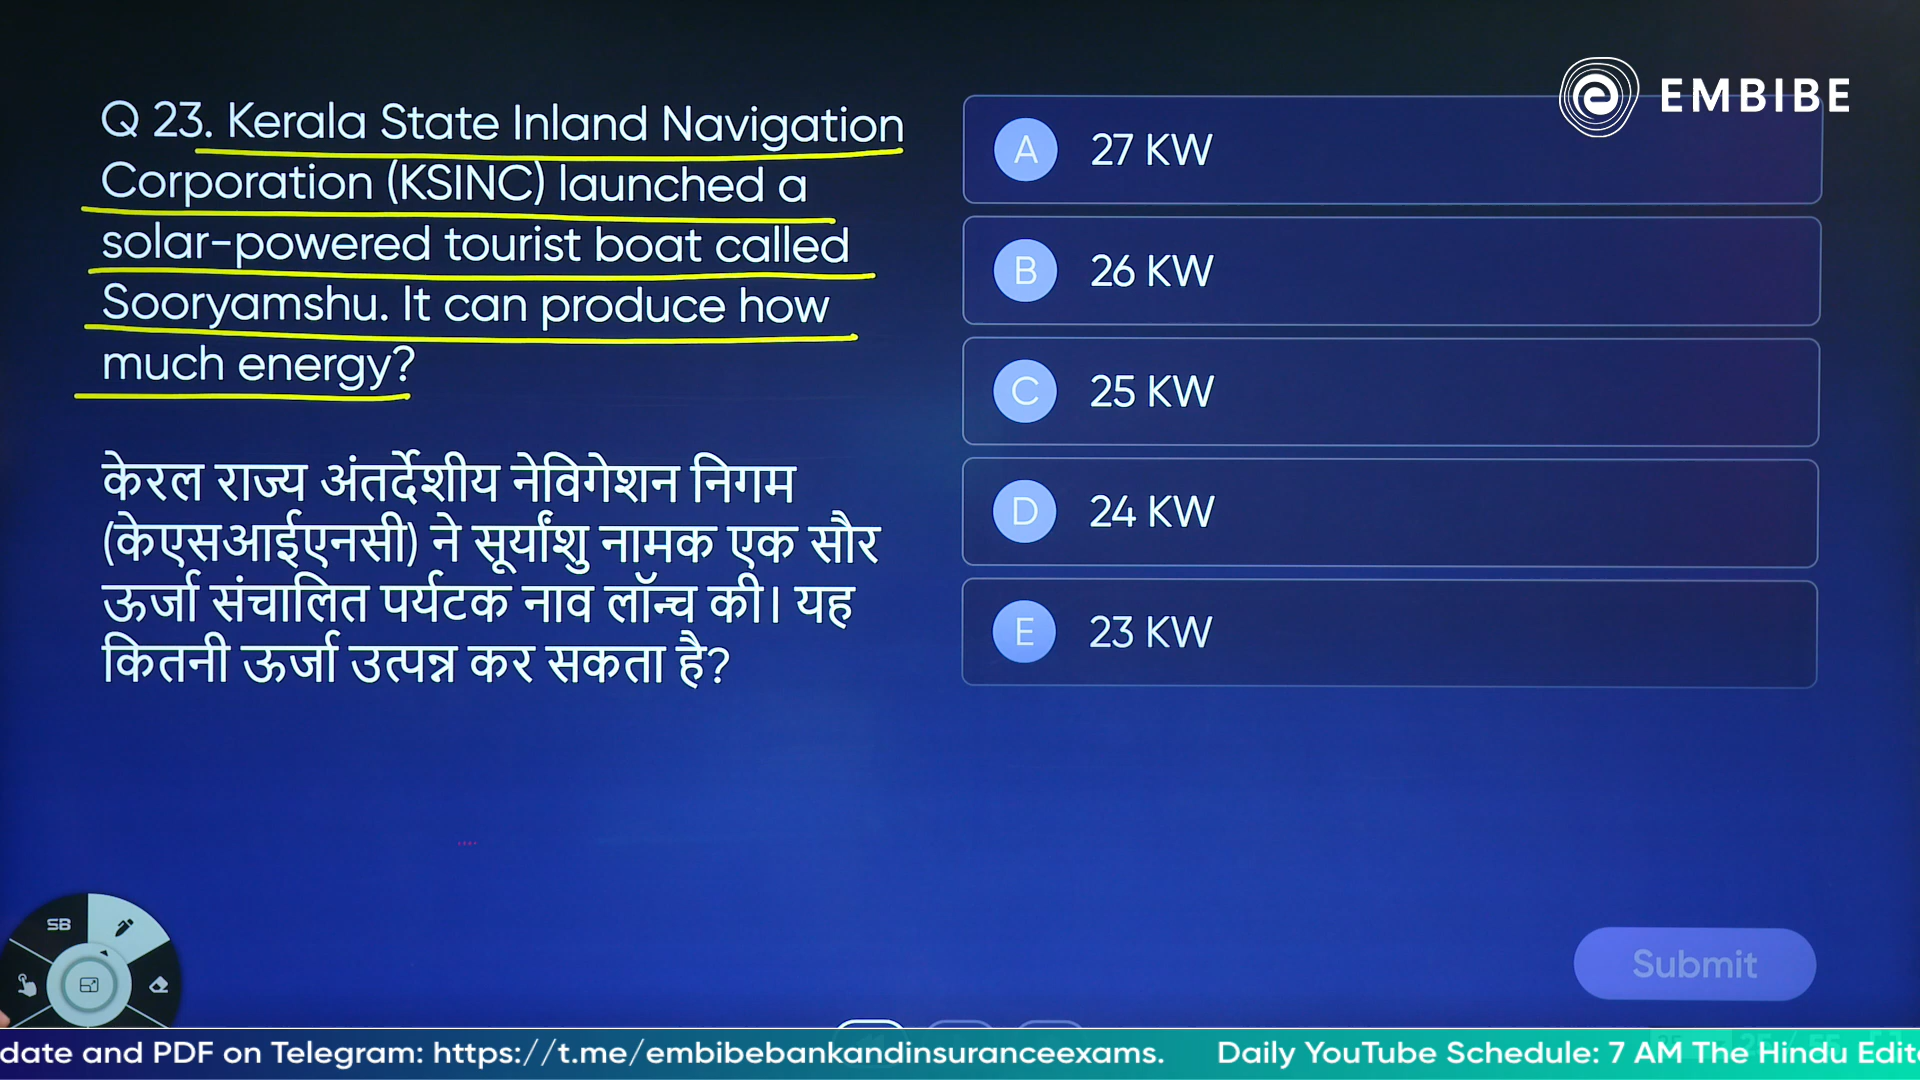 EMBIBE
Q 23. Kerala State Inland Navigation
Corporation (KSINC) launched a
solar-powered tourist boat called
Sooryamshu. It can produce how
much energy?
केरल राज्य अंतर्देशीय नेविगेशन निगम
(केएसआईएनसी) ने सूर्यांशु नामक एक सौर
ऊर्जा संचालित पर्यटक नाव लॉन्च की। यह
कितनी ऊर्जा उत्पन्न कर सकता है?
A 27 KW
B 26 KW
C 25 KW
D 24 KW
E 23 KW
SB
Submit
date and PDF on Telegram: https://t.me/embibebankandinsuranceexams. Daily YouTube Schedule: 7 AM The Hindu Edit